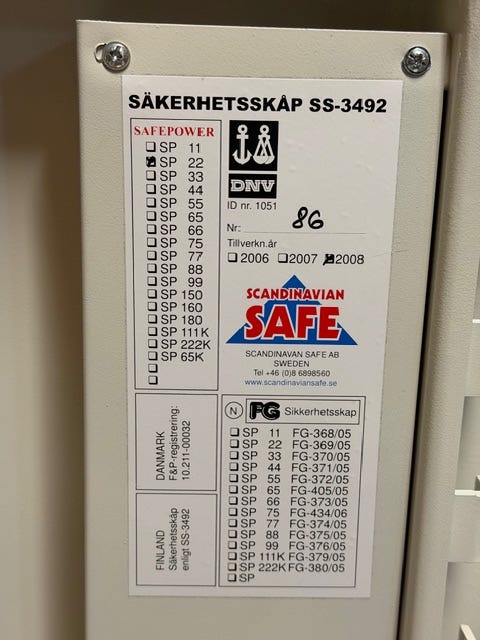 SÄKERHETSSKÅP SS-3492
SAFEPOWER
SP 11
SP 22
SP 33
SP 44
SP 55
SP 65
SP 66
SP 75
SP 77
SP 88
SP 99
SP 150
SP 160
SP 180
SP 111K
SP 222K
SP 65K
DNV
ID nr. 1051
Nr: 86
Tillverkn.år
2006 2007 2008
SCANDINAVIAN
SAFE
SCANDINAVAN SAFE AB
SWEDEN
Tel +46 (0)8 6898560
www.scandinaviansafe.se
DANMARK
F&P-registrering:
10.211-00032
FINLAND
Säkerhetsskåp
enligt SS-3492
N FG Sikkerhetsskap
SP 11 FG-368/05
SP 22 FG-369/05
SP 33 FG-370/05
SP 44 FG-371/05
SP 55 FG-372/05
SP 65 FG-405/05
SP 66 FG-373/05
SP 75 FG-434/06
SP 77 FG-374/05
SP 88 FG-375/05
SP 99 FG-376/05
SP 111K FG-379/05
SP 222K FG-380/05
SP